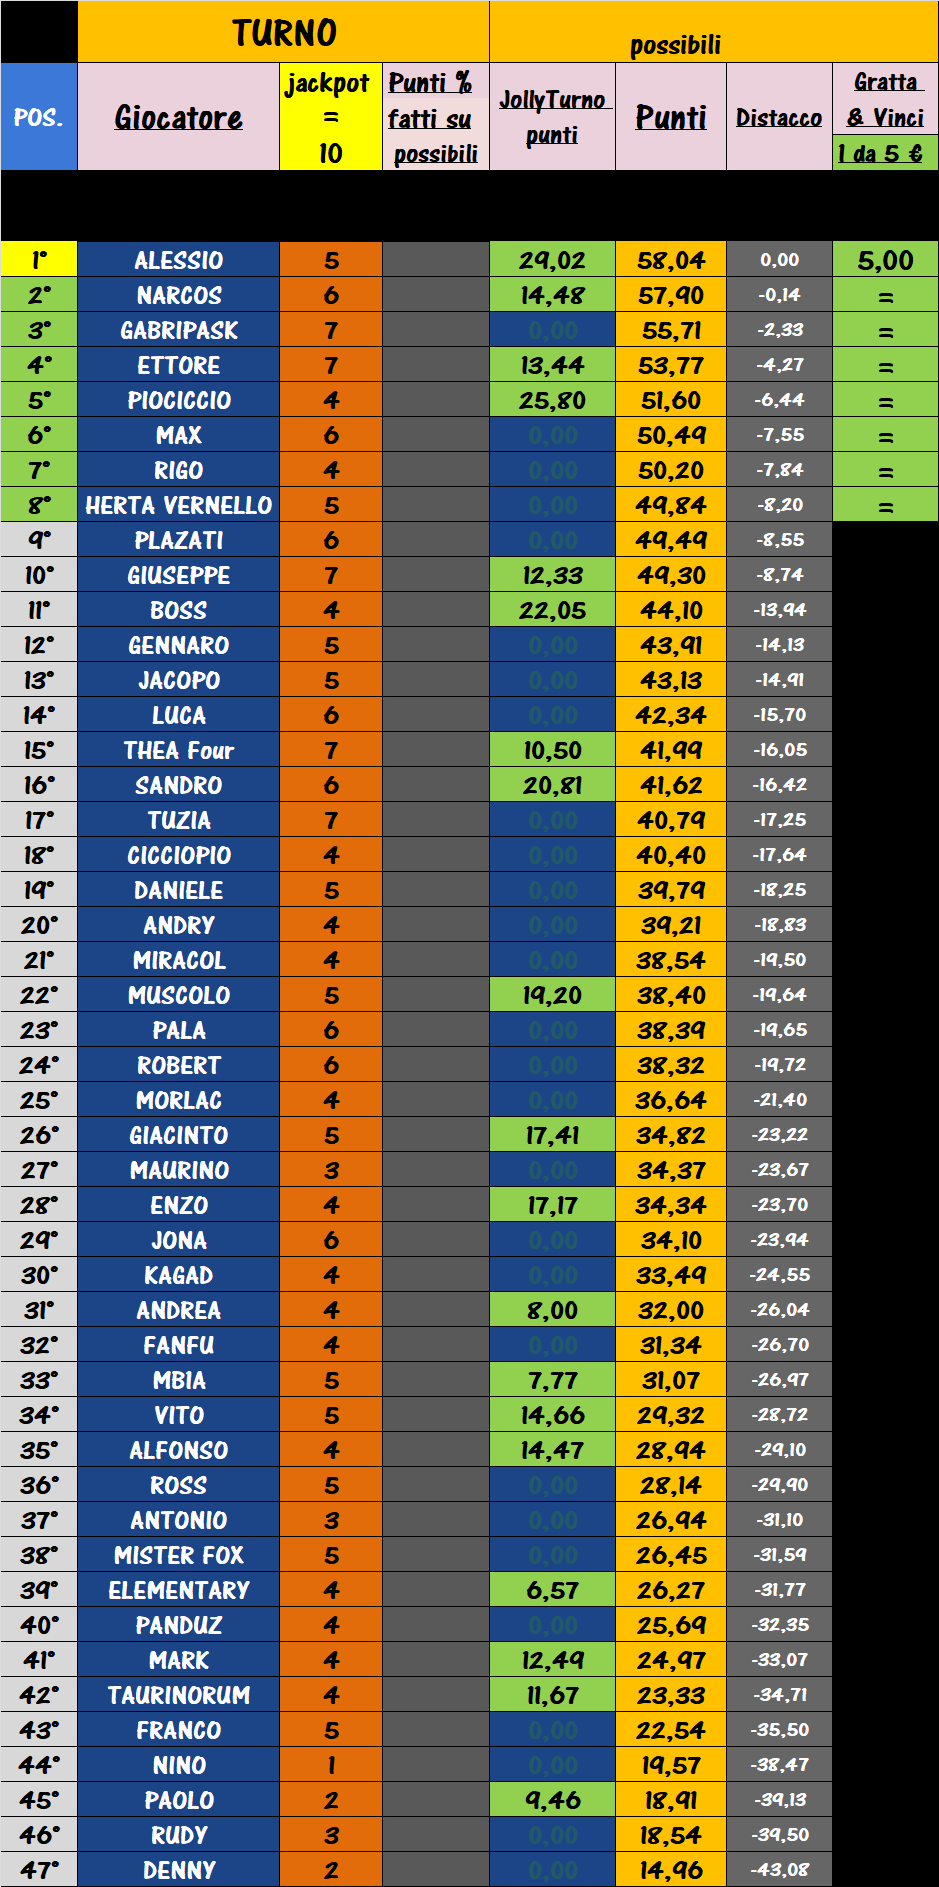 TURNO
possibili
POS. Giocatore jackpot = 10 Punti % fatti su possibili JollyTurno punti Punti Distacco Gratta & Vinci
1 da 5 €
1° ALESSIO 5 29,02 58,04 0,00 5,00
2° NARCOS 6 14,48 57,90 -0,14 =
3° GABRIPASK 7 0,00 55,71 -2,33 =
4° ETTORE 7 13,44 53,77 -4,27 =
5° PIOCICCIO 4 25,80 51,60 -6,44 =
6° MAX 6 0,00 50,49 -7,55 =
7° RIGO 4 0,00 50,20 -7,84 =
8° HERTA VERNELLO 5 0,00 49,84 -8,20 =
9° PLAZATI 6 0,00 49,49 -8,55
10° GIUSEPPE 7 12,33 49,30 -8,74
11° BOSS 4 22,05 44,10 -13,94
12° GENNARO 5 0,00 43,91 -14,13
13° JACOPO 5 0,00 43,13 -14,91
14° LUCA 6 0,00 42,34 -15,70
15° THEA Four 7 10,50 41,99 -16,05
16° SANDRO 6 20,81 41,62 -16,42
17° TUZIA 7 0,00 40,79 -17,25
18° CICCIOPIO 4 0,00 40,40 -17,64
19° DANIELE 5 0,00 39,79 -18,25
20° ANDRY 4 0,00 39,21 -18,83
21° MIRACOL 4 0,00 38,54 -19,50
22° MUSCOLO 5 19,20 38,40 -19,64
23° PALA 6 0,00 38,39 -19,65
24° ROBERT 6 0,00 38,32 -19,72
25° MORLAC 4 0,00 36,64 -21,40
26° GIACINTO 5 17,41 34,82 -23,22
27° MAURINO 3 0,00 34,37 -23,67
28° ENZO 4 17,17 34,34 -23,70
29° JONA 6 0,00 34,10 -23,94
30° KAGAD 4 0,00 33,49 -24,55
31° ANDREA 4 8,00 32,00 -26,04
32° FANFU 4 0,00 31,34 -26,70
33° MBIA 5 7,77 31,07 -26,97
34° VITO 5 14,66 29,32 -28,72
35° ALFONSO 4 14,47 28,94 -29,10
36° ROSS 5 0,00 28,14 -29,90
37° ANTONIO 3 0,00 26,94 -31,10
38° MISTER FOX 5 0,00 26,45 -31,59
39° ELEMENTARY 4 6,57 26,27 -31,77
40° PANDUZ 4 0,00 25,69 -32,35
41° MARK 4 12,49 24,97 -33,07
42° TAURINORUM 4 11,67 23,33 -34,71
43° FRANCO 5 0,00 22,54 -35,50
44° NINO 1 0,00 19,57 -38,47
45° PAOLO 2 9,46 18,91 -39,13
46° RUDY 3 0,00 18,54 -39,50
47° DENNY 2 0,00 14,96 -43,08